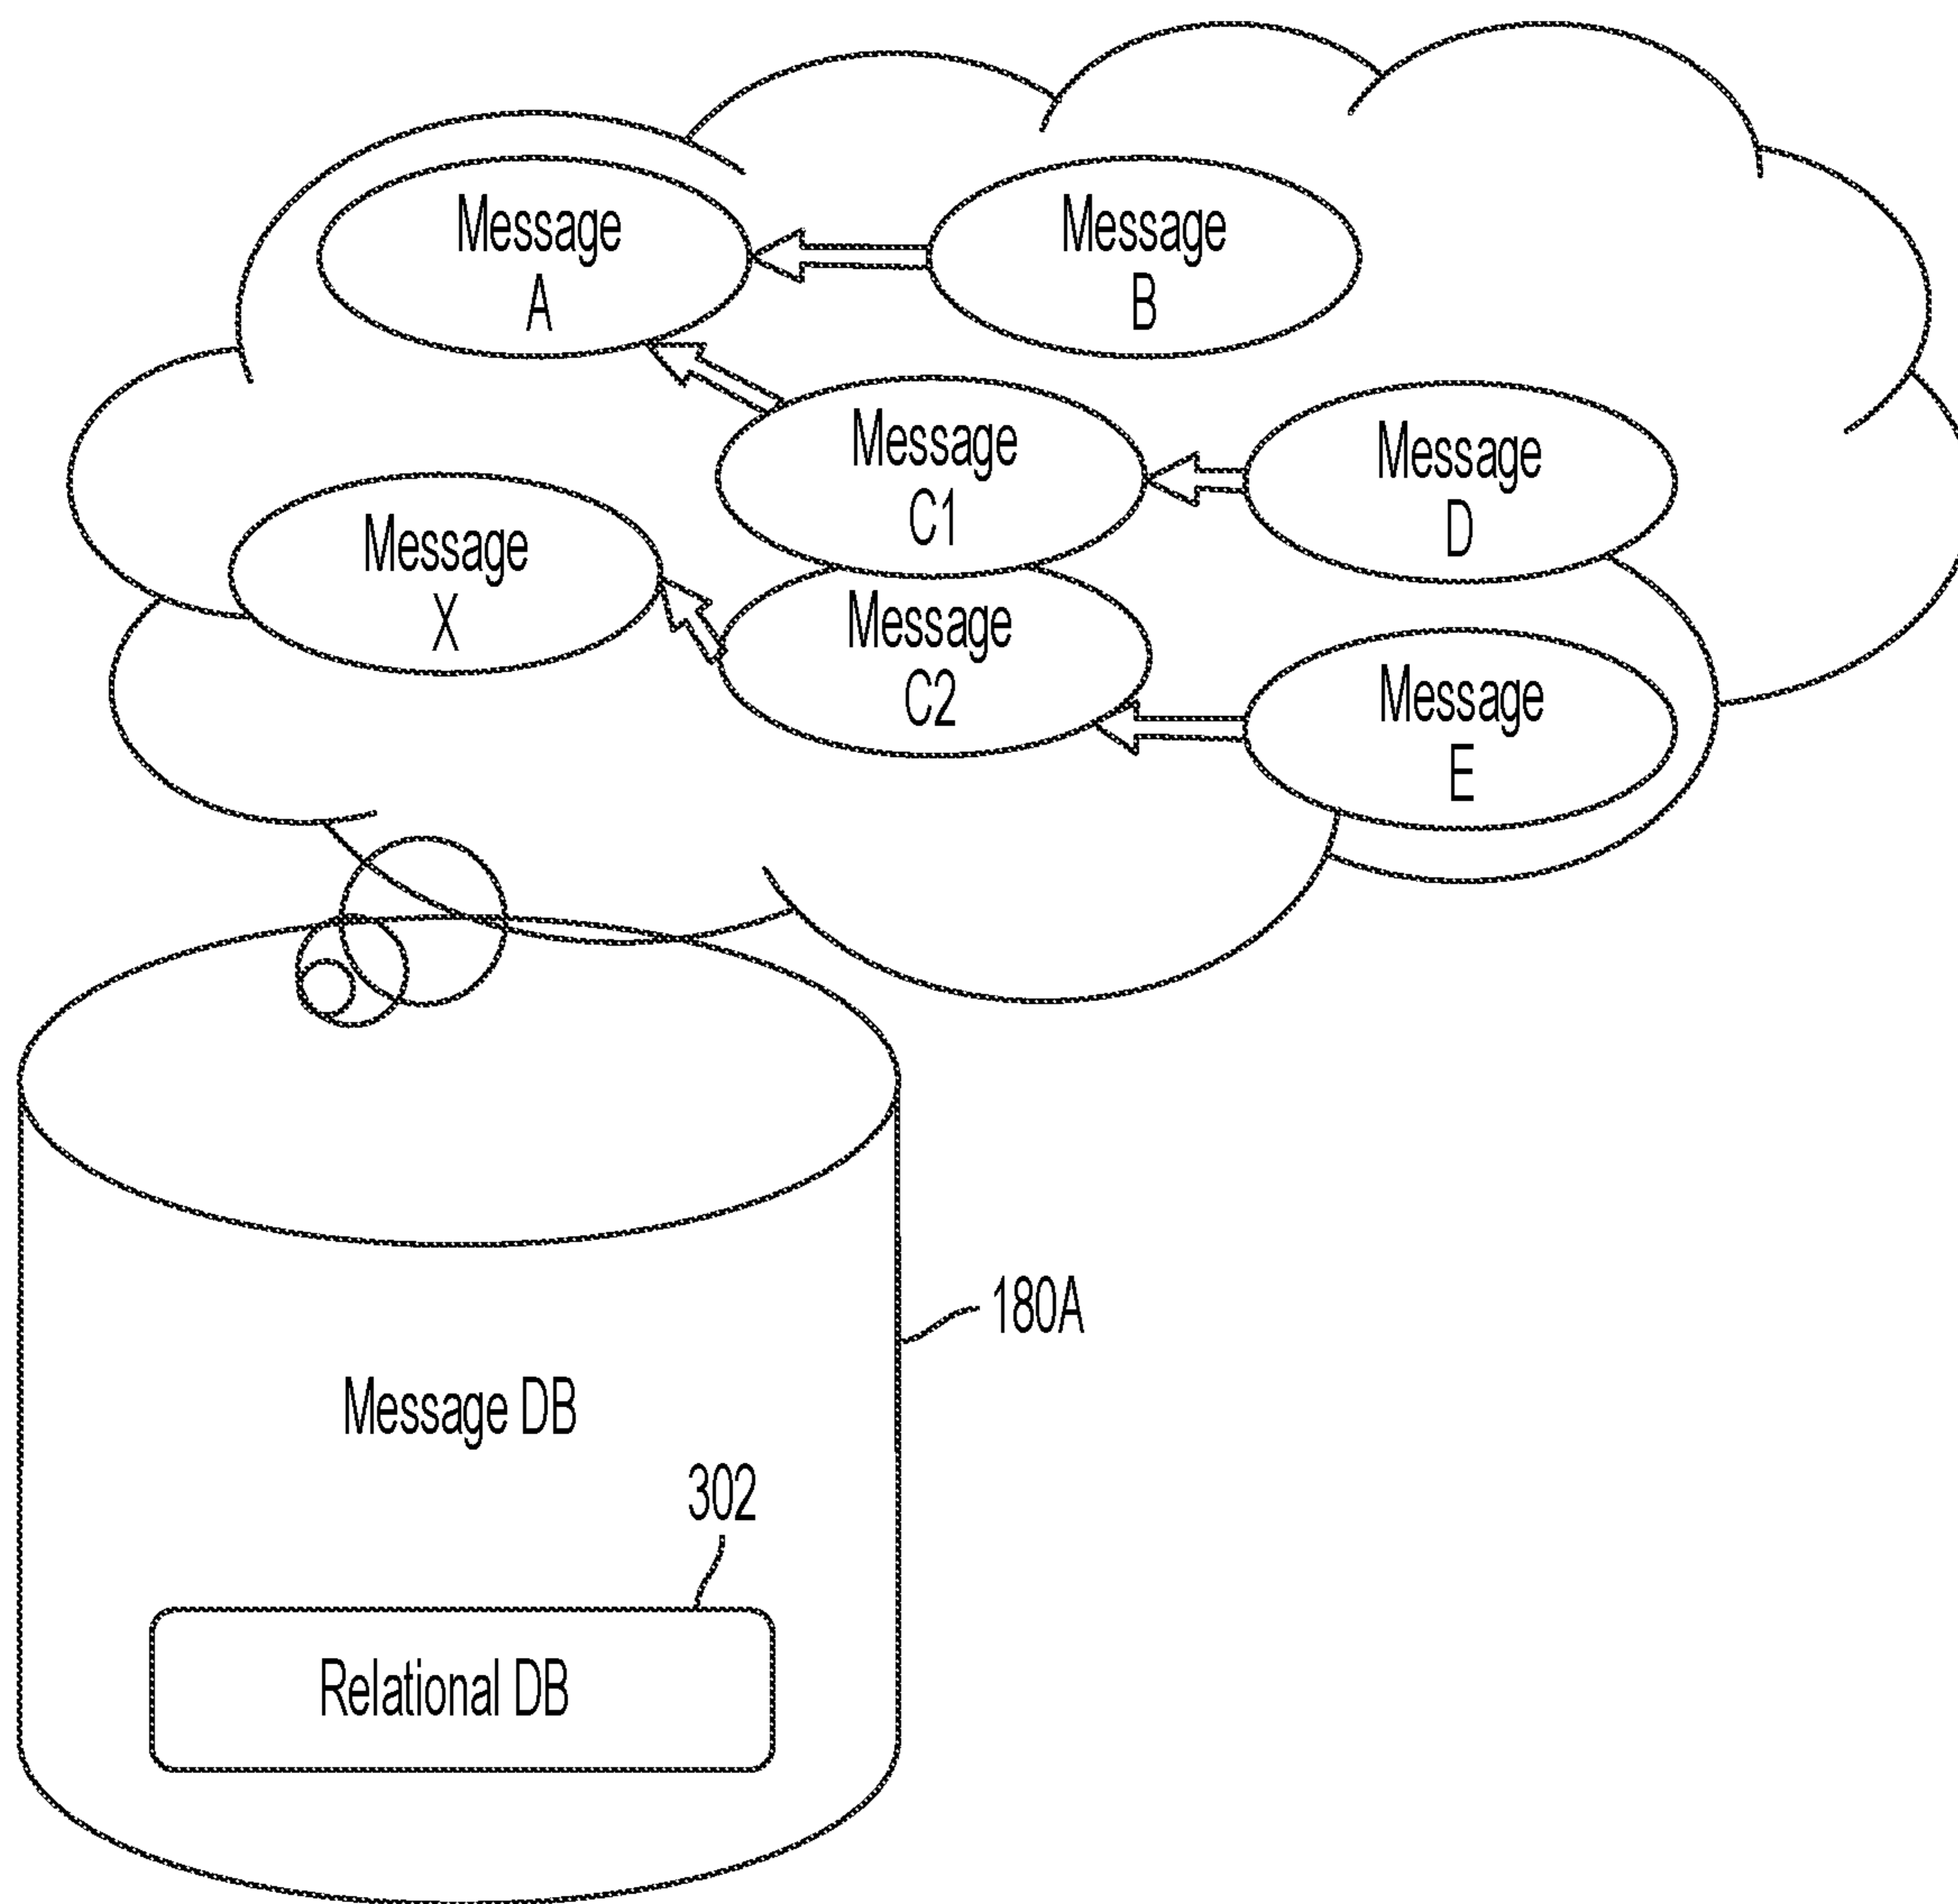 Message
A
Message
B
Message
C1
Message
D
Message
X
Message
C2
Message
E
180A
Message DB
302
Relational DB